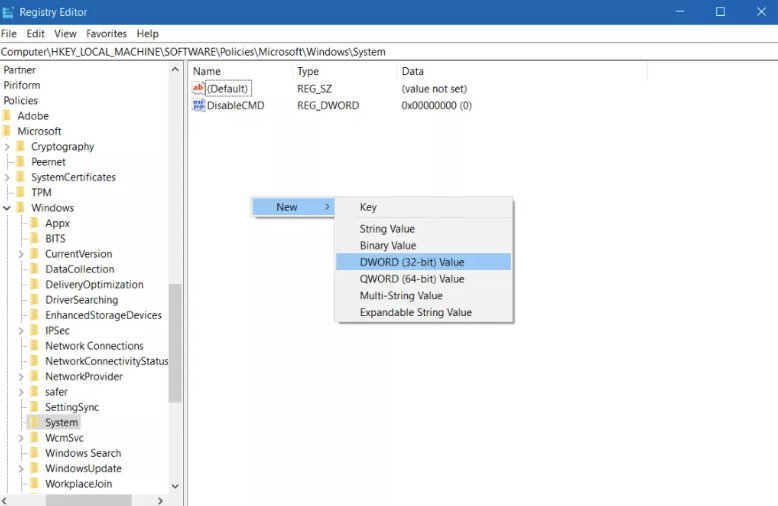 Registry Editor
File Edit View Favorites Help
Computer\HKEY_LOCAL_MACHINE\SOFTWARE\Policies\Microsoft\Windows\System
Partner
Piriform
Policies
Adobe
Microsoft
Cryptography
Peernet
SystemCertificates
TPM
Windows
Appx
BITS
CurrentVersion
DataCollection
DeliveryOptimization
DriverSearching
EnhancedStorageDevices
IPSec
Network Connections
NetworkConnectivityStatus
NetworkProvider
safer
SettingSync
System
WcmSvc
Windows Search
WindowsUpdate
WorkplaceJoin
Name Type Data
ab (Default) REG_SZ (value not set)
DisableCMD REG_DWORD 0x00000000 (0)
New
Key
String Value
Binary Value
DWORD (32-bit) Value
QWORD (64-bit) Value
Multi-String Value
Expandable String Value